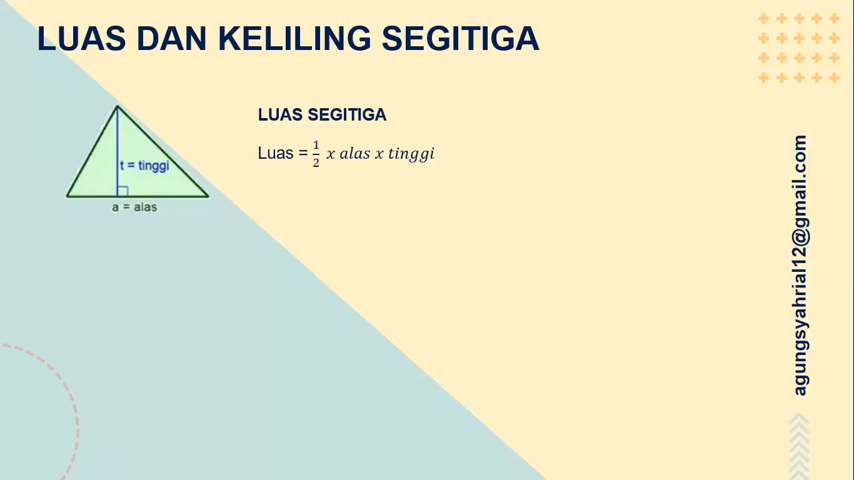 LUAS DAN KELILING SEGITIGA
LUAS SEGITIGA
Luas = 1/2 x alas x tinggi
t = tinggi
a = alas
agungsyahrial12@gmail.com